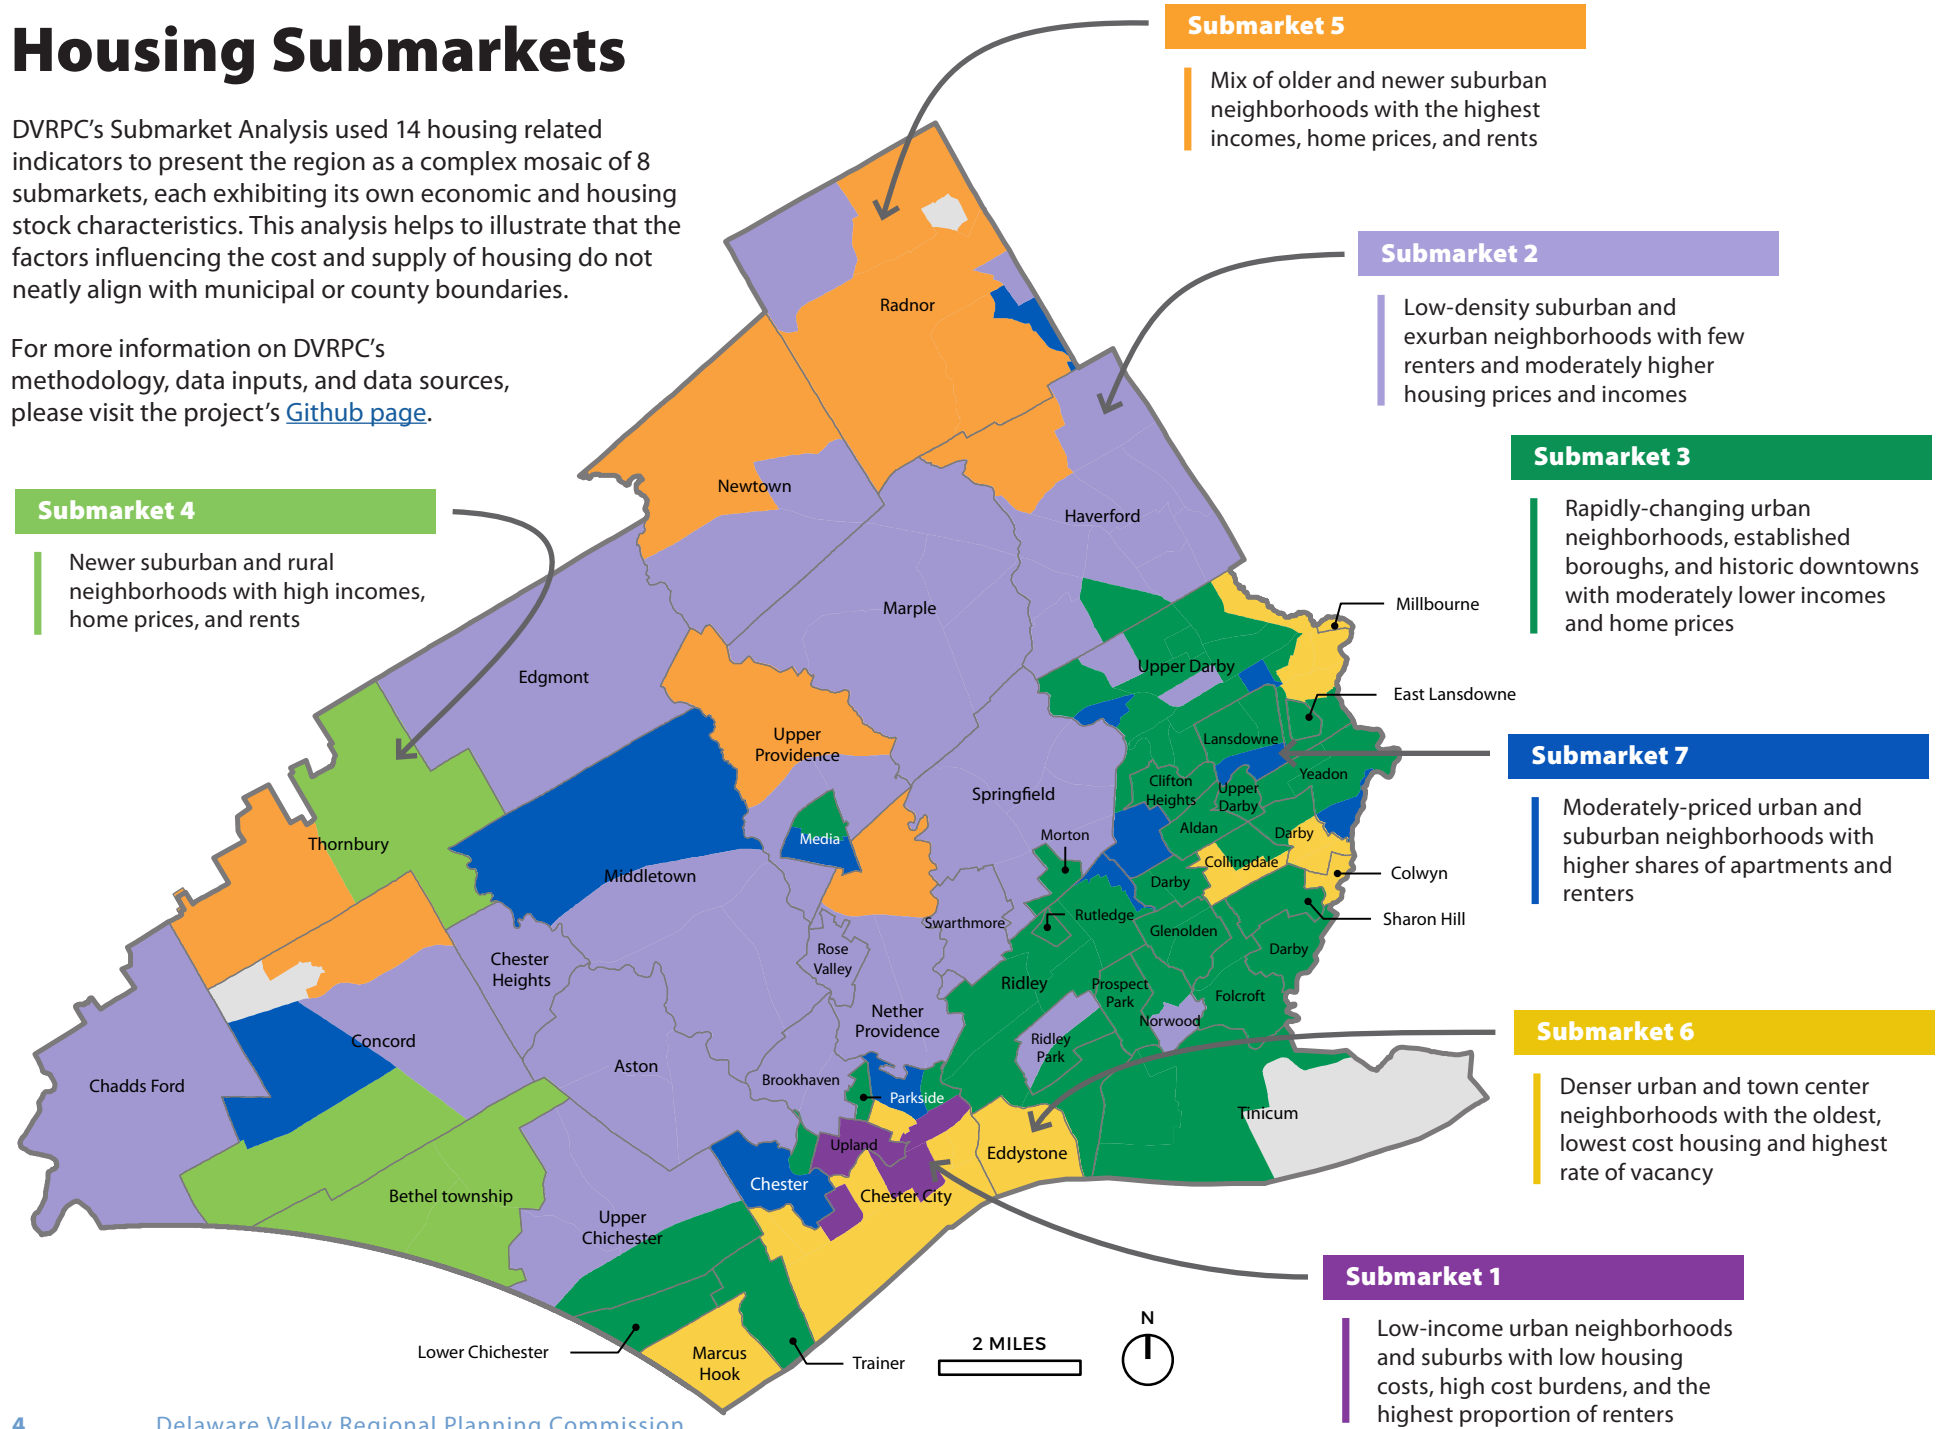 Housing Submarkets
DVRPC's Submarket Analysis used 14 housing related
indicators to present the region as a complex mosaic of 8
submarkets, each exhibiting its own economic and housing
stock characteristics. This analysis helps to illustrate that the
factors influencing the cost and supply of housing do not
neatly align with municipal or county boundaries.
For more information on DVRPC's
methodology, data inputs, and data sources,
please visit the project's Github page.
Submarket 5
Mix of older and newer suburban
neighborhoods with the highest
incomes, home prices, and rents
Submarket 2
Low-density suburban and
exurban neighborhoods with few
renters and moderately higher
housing prices and incomes
Submarket 3
Rapidly-changing urban
neighborhoods, established
boroughs, and historic downtowns
with moderately lower incomes
and home prices
Submarket 4
Newer suburban and rural
neighborhoods with high incomes,
home prices, and rents
Submarket 7
Moderately-priced urban and
suburban neighborhoods with
higher shares of apartments and
renters
Submarket 6
Denser urban and town center
neighborhoods with the oldest,
lowest cost housing and highest
rate of vacancy
Submarket 1
Low-income urban neighborhoods
and suburbs with low housing
costs, high cost burdens, and the
highest proportion of renters
Radnor
Newtown
Haverford
Marple
Millbourne
Edgmont
Upper Darby
East Lansdowne
Upper
Providence
Lansdowne
Yeadon
Clifton
Heights
Upper
Darby
Springfield
Thornbury
Media
Morton
Aldan
Darby
Collingdale
Colwyn
Middletown
Darby
Sharon Hill
Swarthmore
Rutledge
Glenolden
Darby
Chester
Heights
Rose
Valley
Ridley
Prospect
Park
Folcroft
Nether
Providence
Norwood
Concord
Ridley
Park
Aston
Chadds Ford
Brookhaven
Parkside
Tinicum
Upland
Eddystone
Chester
Chester City
Bethel township
Upper
Chichester
Lower Chichester
Marcus
Hook
Trainer
2 MILES
N
4
Delaware Valley Regional Planning Commission